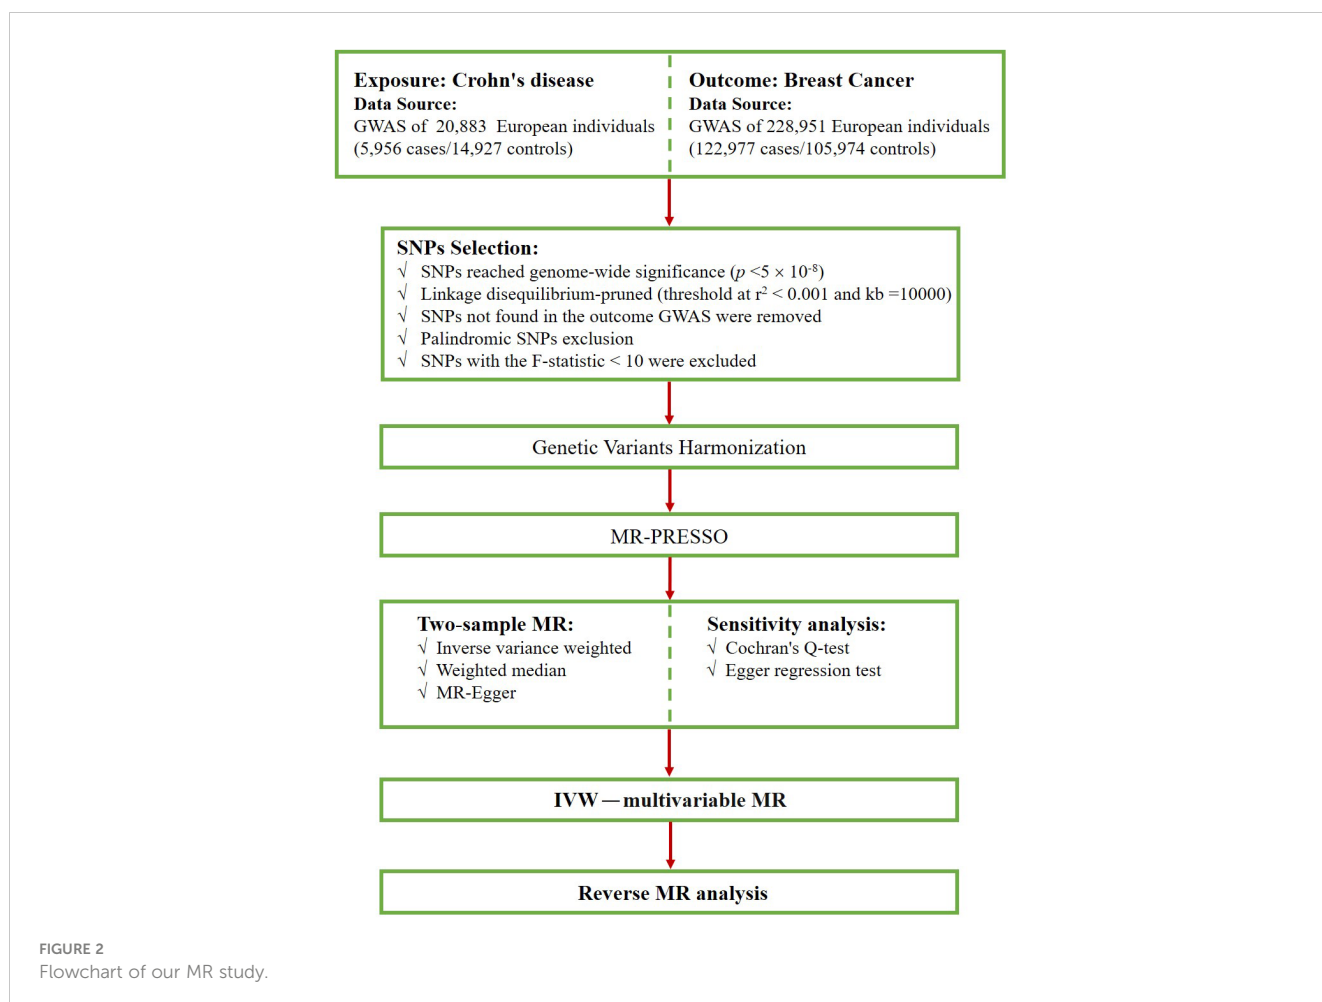 Exposure: Crohn's disease
Data Source:
GWAS of 20,883 European individuals
(5,956 cases/14,927 controls)
Outcome: Breast Cancer
Data Source:
GWAS of 228,951 European individuals
(122,977 cases/105,974 controls)
SNPs Selection:
√ SNPs reached genome-wide significance (p <5 × 10⁻⁸)
√ Linkage disequilibrium-pruned (threshold at r² < 0.001 and kb =10000)
√ SNPs not found in the outcome GWAS were removed
√ Palindromic SNPs exclusion
√ SNPs with the F-statistic < 10 were excluded
Genetic Variants Harmonization
MR-PRESSO
Two-sample MR:
√ Inverse variance weighted
√ Weighted median
√ MR-Egger
Sensitivity analysis:
√ Cochran's Q-test
√ Egger regression test
IVW — multivariable MR
Reverse MR analysis
FIGURE 2
Flowchart of our MR study.